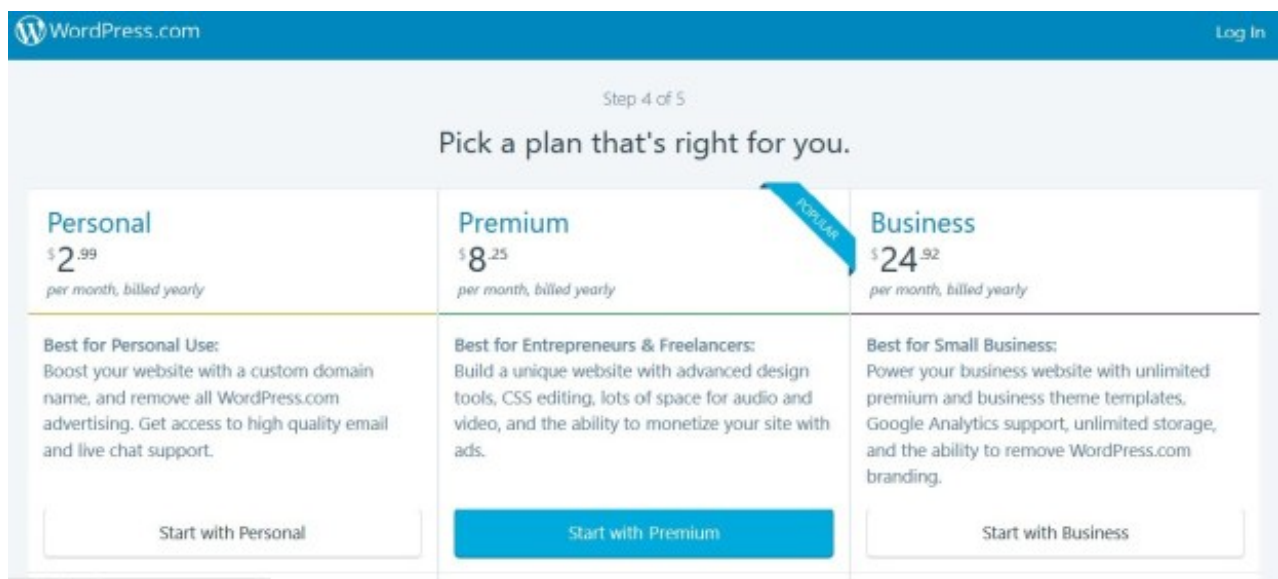 WordPress.com
Log In
Step 4 of 5
Pick a plan that's right for you.
Personal
$2.99
per month, billed yearly
Best for Personal Use:
Boost your website with a custom domain
name, and remove all WordPress.com
advertising. Get access to high quality email
and live chat support.
Start with Personal
Premium
POPULAR
$8.25
per month, billed yearly
Best for Entrepreneurs & Freelancers:
Build a unique website with advanced design
tools, CSS editing, lots of space for audio and
video, and the ability to monetize your site with
ads.
Start with Premium
Business
$24.92
per month, billed yearly
Best for Small Business:
Power your business website with unlimited
premium and business theme templates,
Google Analytics support, unlimited storage,
and the ability to remove WordPress.com
branding.
Start with Business